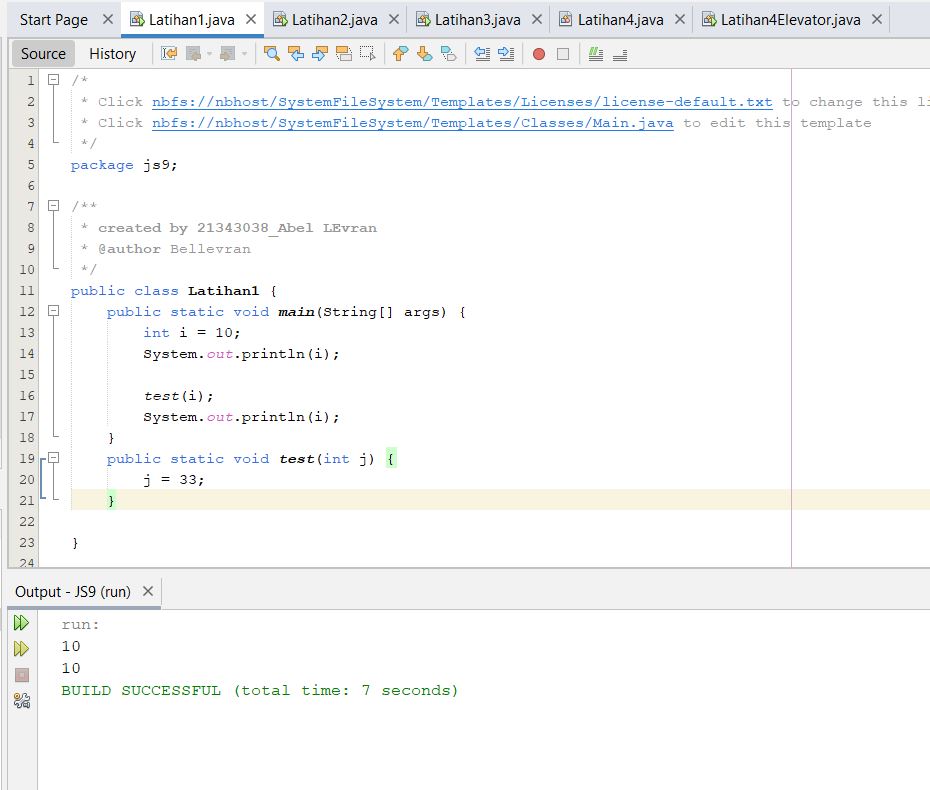 Start Page
Latihan1.java
Latihan2.java
Latihan3.java
Latihan4.java
Latihan4Elevator.java
Source History
1 /*
2 * Click nbfs://nbhost/SystemFileSystem/Templates/Licenses/license-default.txt to change this li
3 * Click nbfs://nbhost/SystemFileSystem/Templates/Classes/Main.java to edit this template
4 */
5 package js9;
6
7 /**
8 * created by 21343038_Abel LEvran
9 * @author Bellevran
10 */
11 public class Latihan1 {
12 public static void main(String[] args) {
13 int i = 10;
14 System.out.println(i);
15
16 test(i);
17 System.out.println(i);
18 }
19 public static void test(int j) {
20 j = 33;
21 }
22
23 }
24
Output - JS9 (run)
run:
10
10
BUILD SUCCESSFUL (total time: 7 seconds)